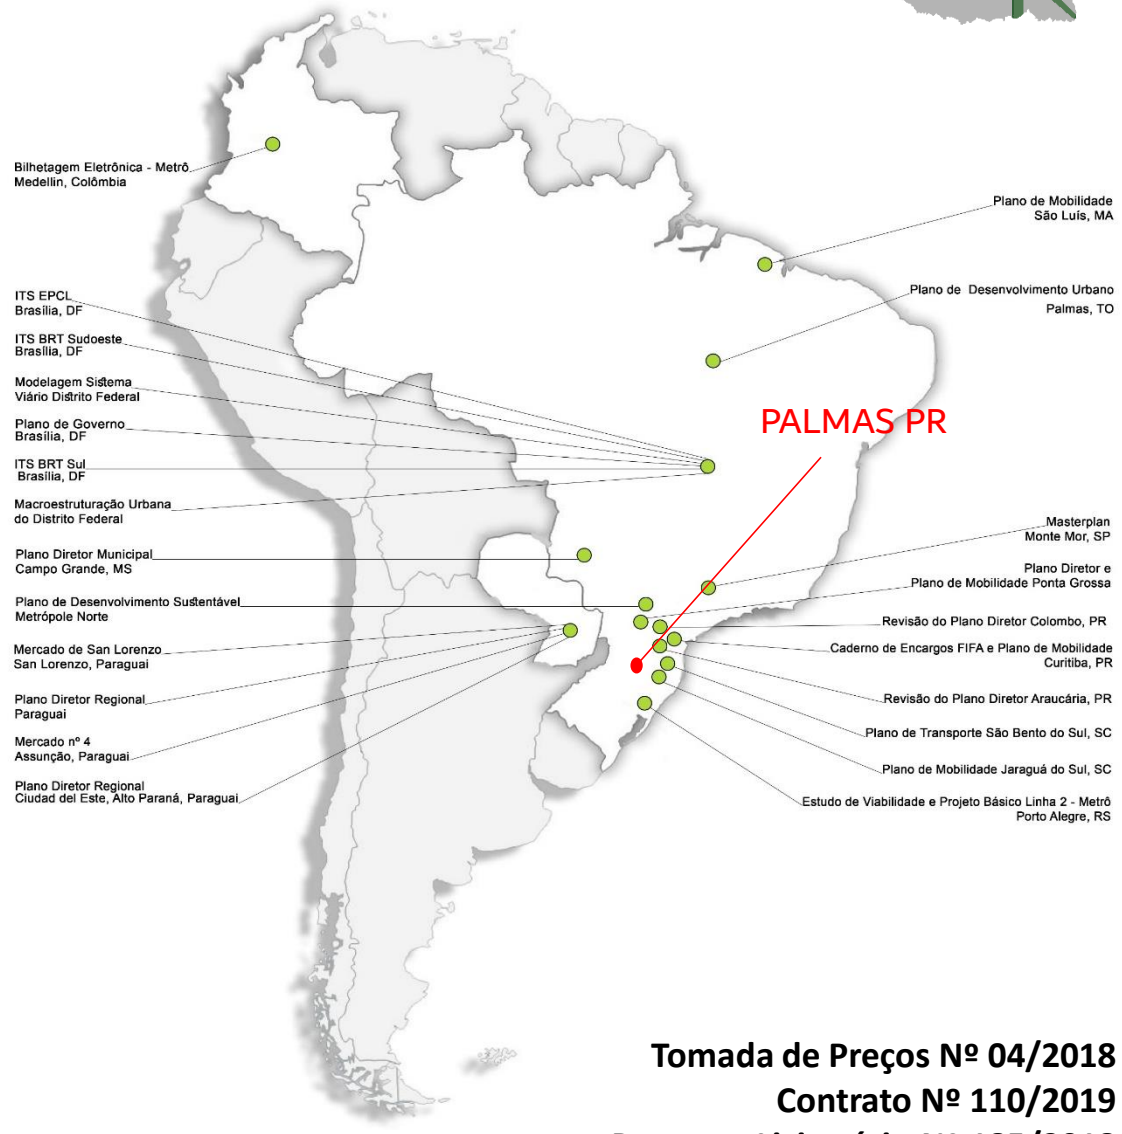 Bilhetagem Eletrônica - Metrô
Medellin, Colômbia
ITS EPCL
Brasília, DF
ITS BRT Sudoeste
Brasília, DF
Modelagem Sistema
Viário Distrito Federal
Plano de Governo
Brasília, DF
ITS BRT Sul
Brasília, DF
Macroestruturação Urbana
do Distrito Federal
Plano Diretor Municipal
Campo Grande, MS
Plano de Desenvolvimento Sustentável
Metrópole Norte
Mercado de San Lorenzo
San Lorenzo, Paraguai
Plano Diretor Regional
Paraguai
Mercado nº 4
Assunção, Paraguai
Plano Diretor Regional
Ciudad del Este, Alto Paraná, Paraguai
Plano de Mobilidade
São Luís, MA
Plano de Desenvolvimento Urbano
Palmas, TO
PALMAS PR
Masterplan
Monte Mor, SP
Plano Diretor e
Plano de Mobilidade Ponta Grossa
Revisão do Plano Diretor Colombo, PR
Caderno de Encargos FIFA e Plano de Mobilidade
Curitiba, PR
Revisão do Plano Diretor Araucária, PR
Plano de Transporte São Bento do Sul, SC
Plano de Mobilidade Jaraguá do Sul, SC
Estudo de Viabilidade e Projeto Básico Linha 2 - Metrô
Porto Alegre, RS
Tomada de Preços Nº 04/2018
Contrato Nº 110/2019